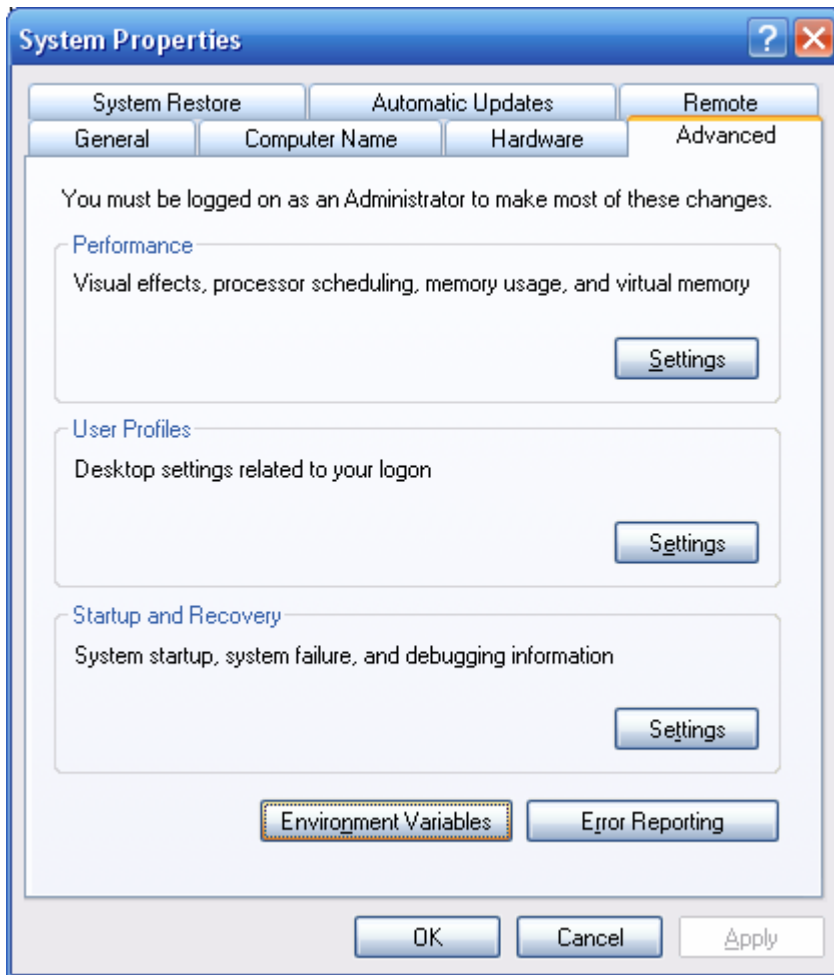 System Properties
System Restore Automatic Updates Remote
General Computer Name Hardware Advanced
You must be logged on as an Administrator to make most of these changes.
Performance
Visual effects, processor scheduling, memory usage, and virtual memory
Settings
User Profiles
Desktop settings related to your logon
Settings
Startup and Recovery
System startup, system failure, and debugging information
Settings
Environment Variables Error Reporting
OK Cancel Apply